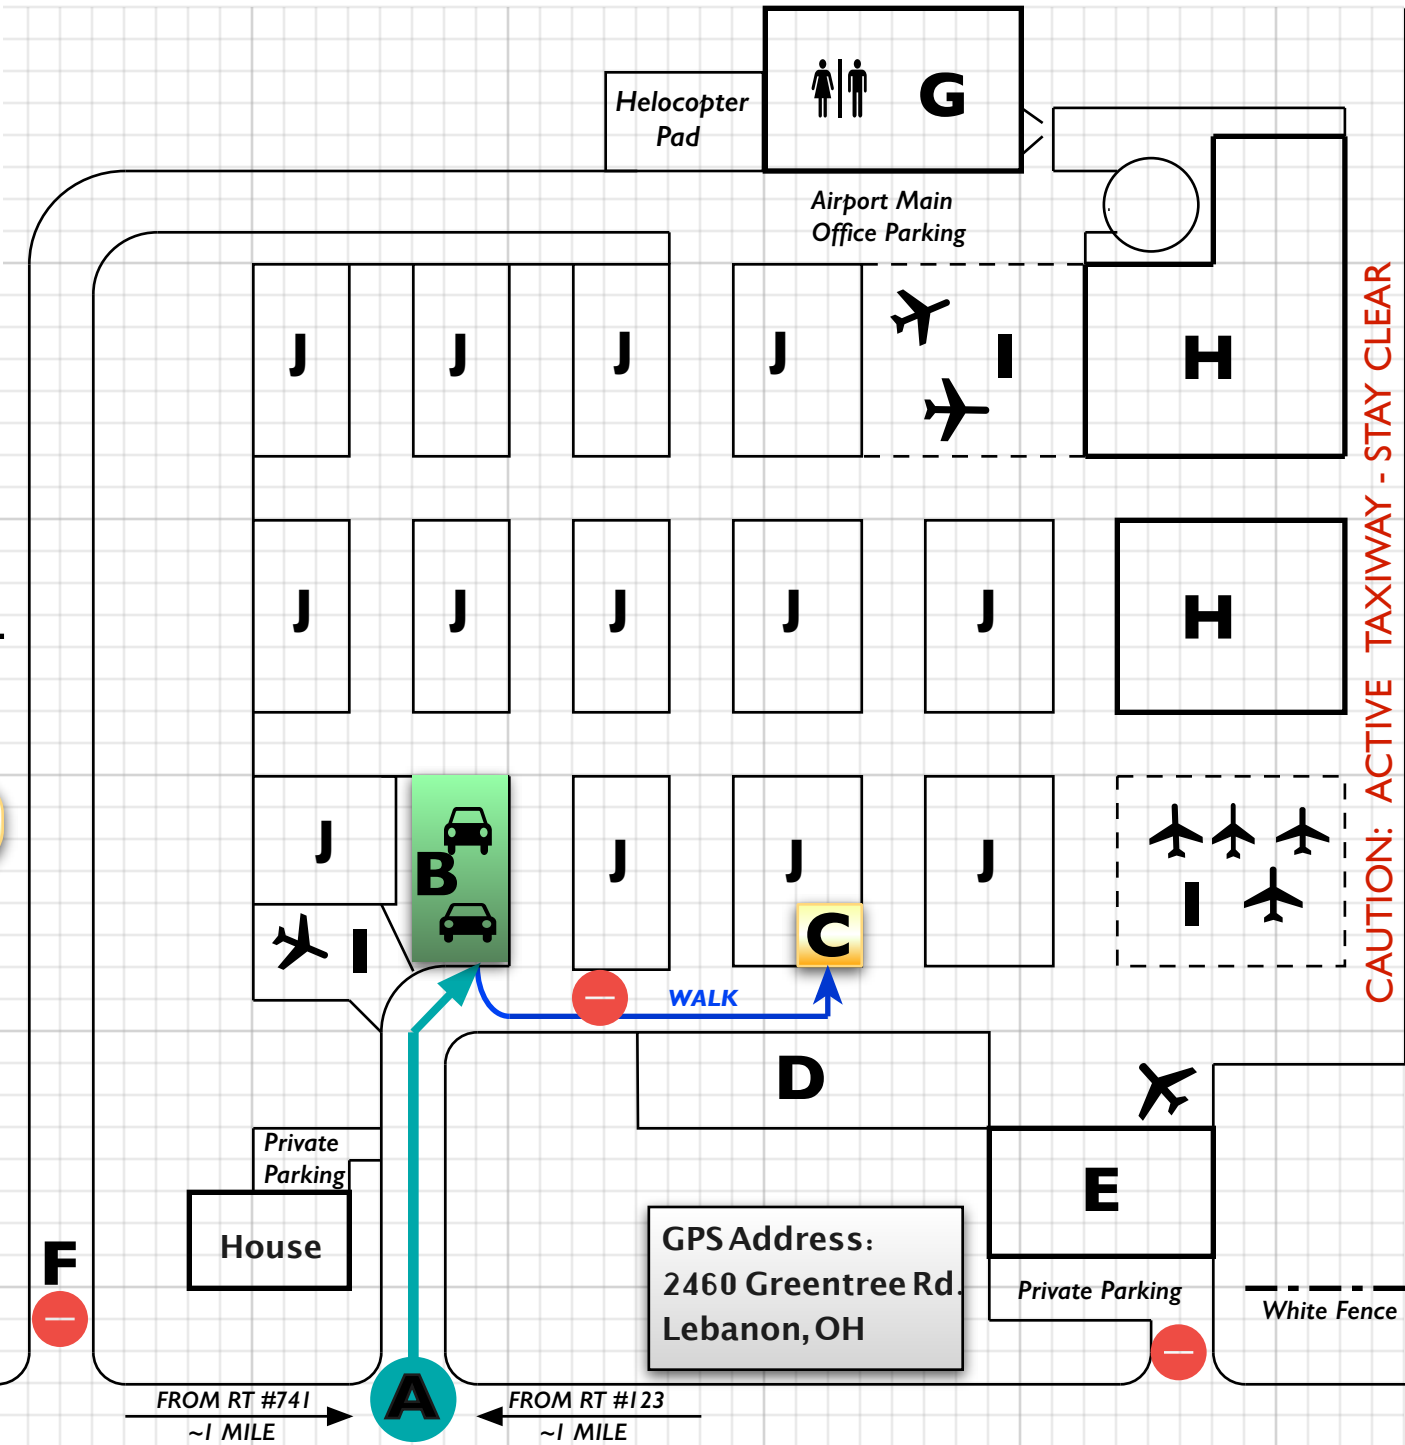 G
Helocopter
Pad
Airport Main
Office Parking
J
J
J
J
I
H
J
J
J
J
J
H
CAUTION: ACTIVE TAXIWAY - STAY CLEAR
J
B
J
J
J
I
I
C
WALK
D
Private
Parking
E
House
GPS Address:
2460 Greentree Rd.
Lebanon, OH
F
Private Parking
White Fence
A
FROM RT #741
~1 MILE
FROM RT #123
~1 MILE